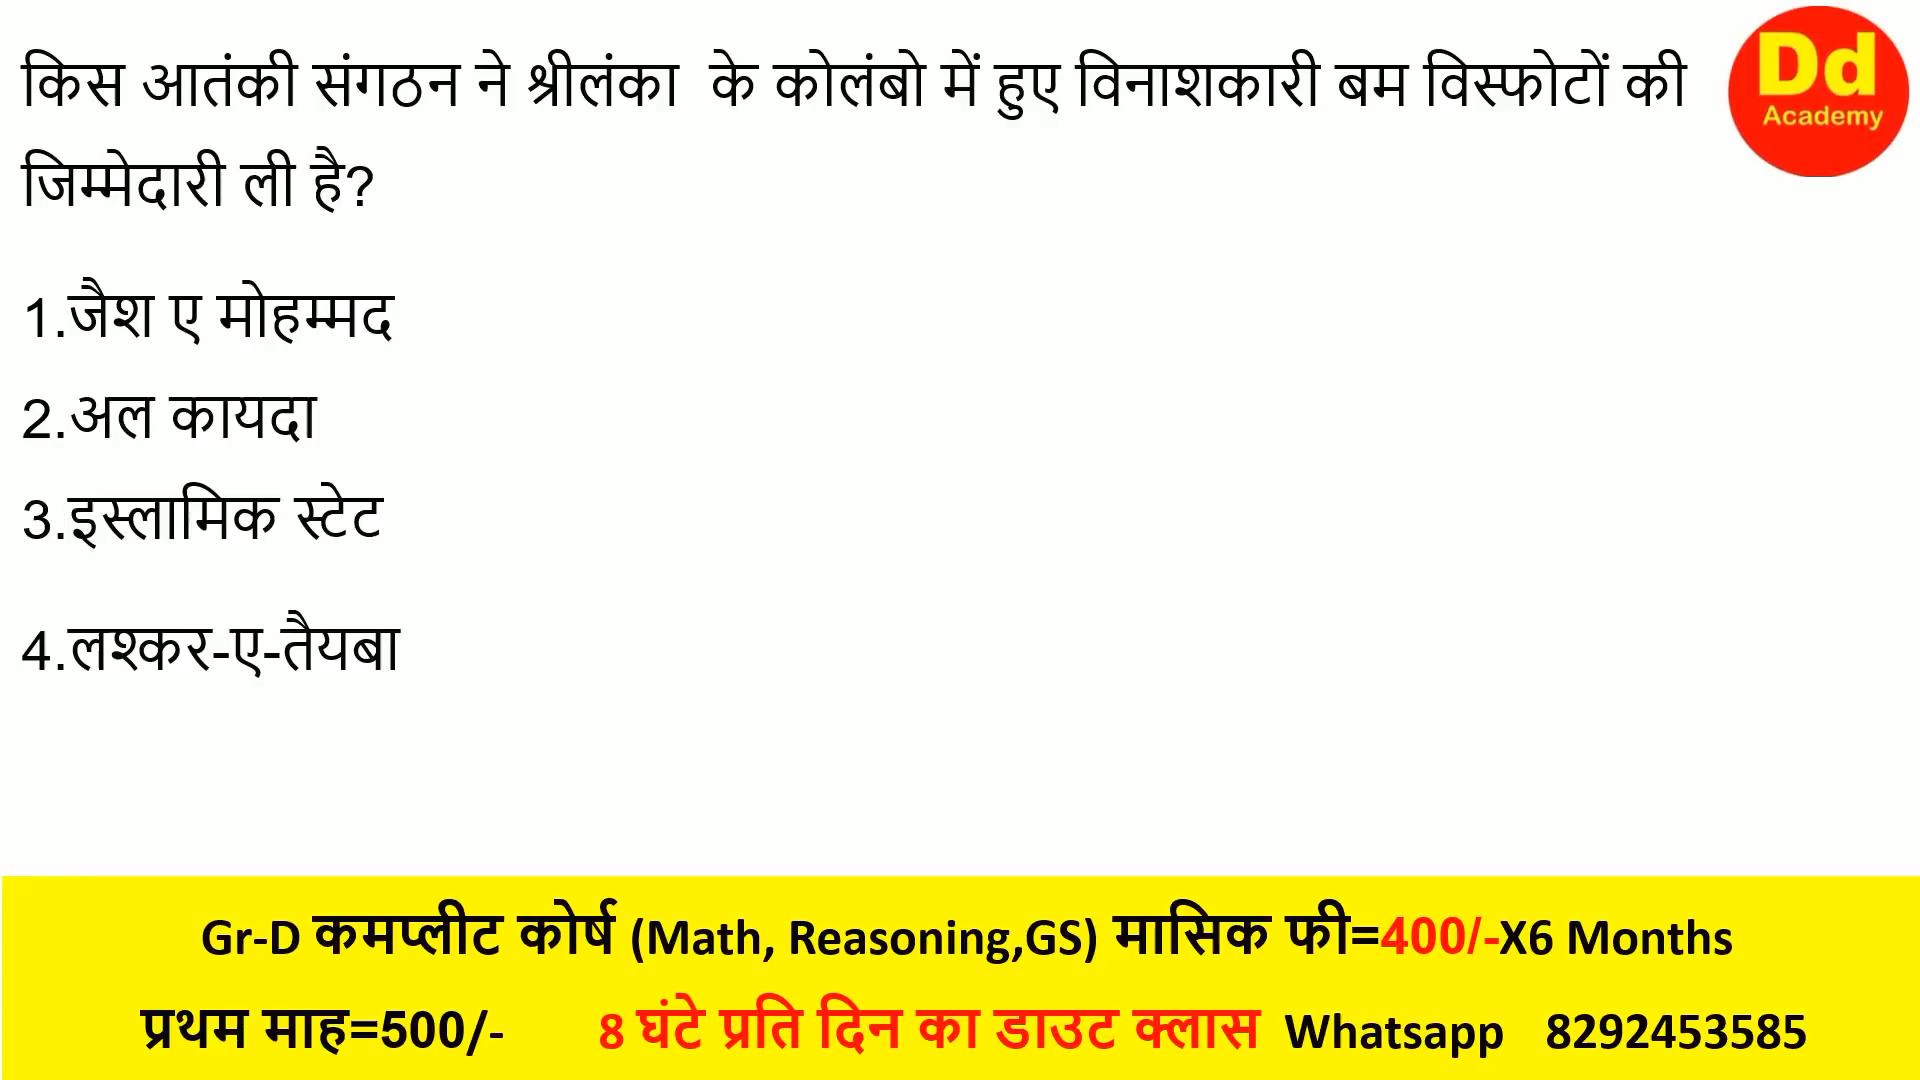 किस आतंकी संगठन ने श्रीलंका के कोलंबो में हुए विनाशकारी बम विस्फोटों की
Dd
Academy
जिम्मेदारी ली है?
1.जैश ए मोहम्मद
2.अल कायदा
3.इस्लामिक स्टेट
4.लश्कर-ए-तैयबा
Gr-D कमप्लीट कोर्ष (Math, Reasoning,GS) मासिक फी=400/-X6 Months
प्रथम माह=500/- 8 घंटे प्रति दिन का डाउट क्लास Whatsapp 8292453585